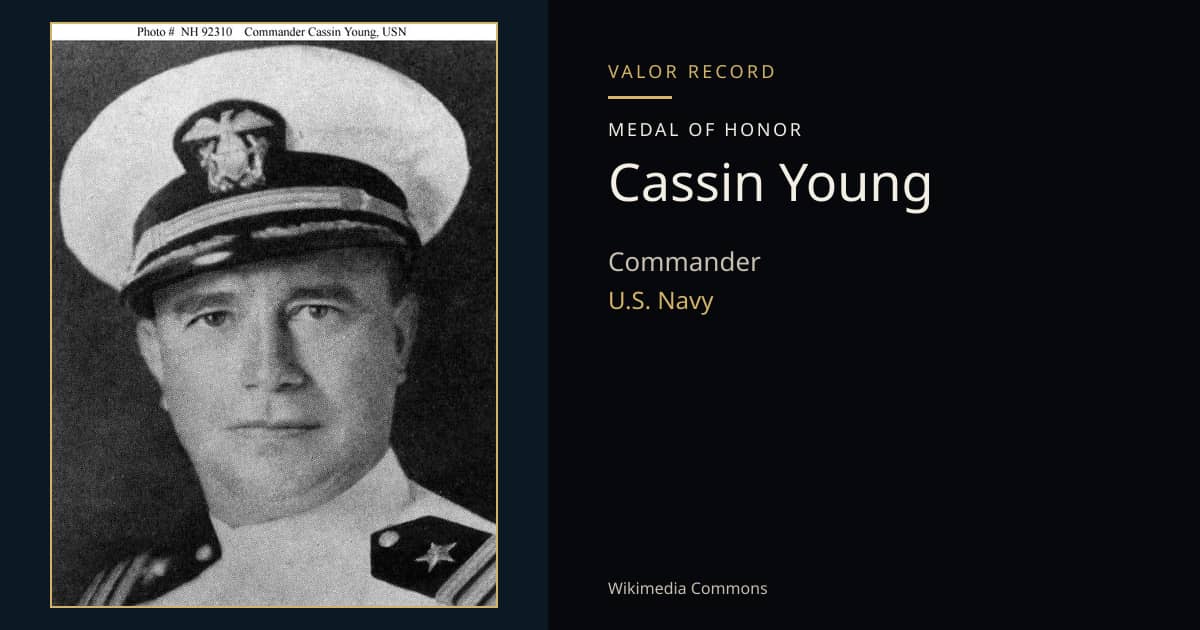 Photo # NH 92310 Commander Cassin Young, USN
VALOR RECORD
MEDAL OF HONOR
Cassin Young
Commander
U.S. Navy
Wikimedia Commons